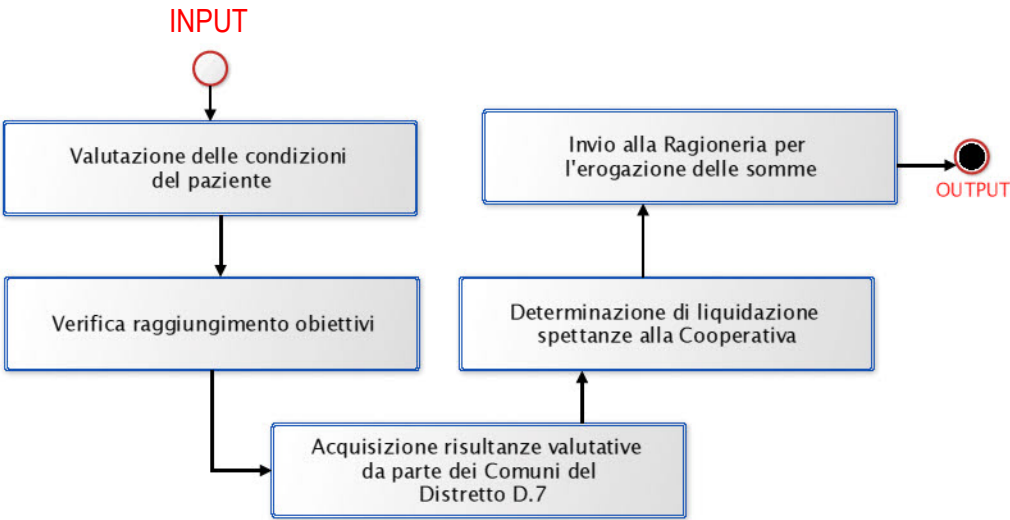 INPUT
Valutazione delle condizioni
del paziente
Verifica raggiungimento obiettivi
Acquisizione risultanze valutative
da parte dei Comuni del
Distretto D.7
Determinazione di liquidazione
spettanze alla Cooperativa
Invio alla Ragioneria per
l'erogazione delle somme
OUTPUT